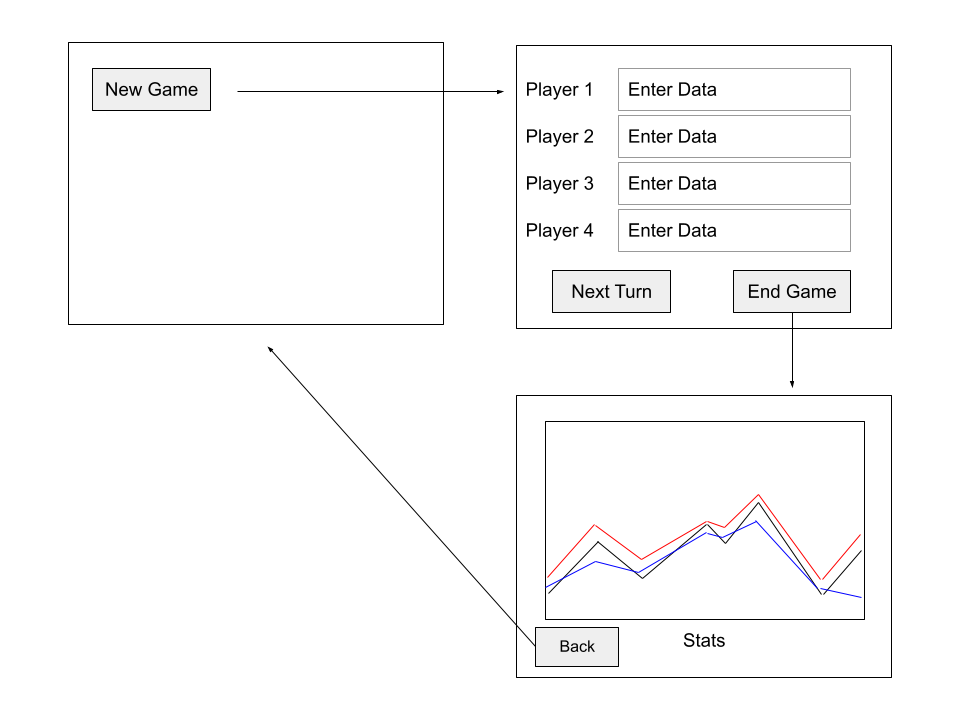 New Game
Player 1 Enter Data
Player 2 Enter Data
Player 3 Enter Data
Player 4 Enter Data
Next Turn End Game
Back Stats